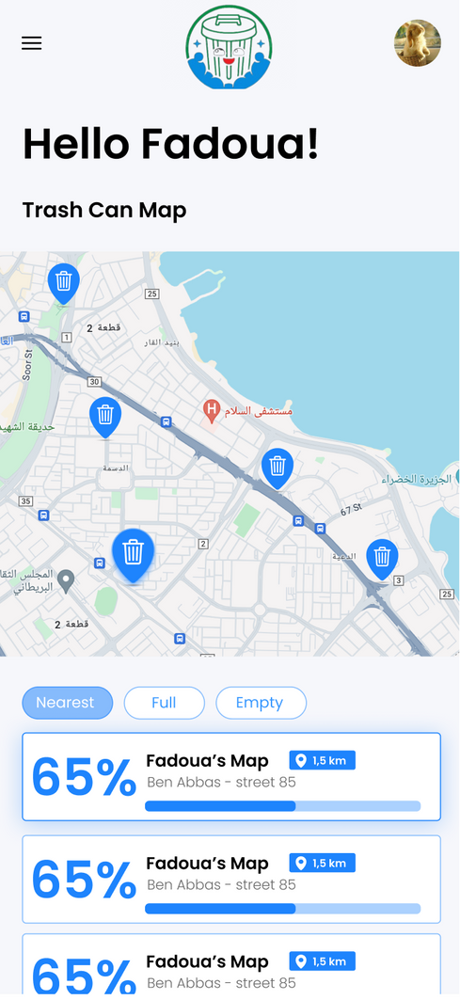 Hello Fadoua!
Trash Can Map
25
قطعة 2
1
بنيد القار
Soor St
30
H
مستشفى السلام
حديقة الشهيد
الدسمة
الجزيرة الخضراء
35
67 St
2
الدعية
المجلس الثقا
البريطاني
3
25
قطعة 2
Nearest
Full
Empty
65%
Fadoua's Map
1,5 km
Ben Abbas - street 85
65%
Fadoua's Map
1,5 km
Ben Abbas - street 85
65%
Fadoua's Map
1,5 km
Ben Abbas - street 85